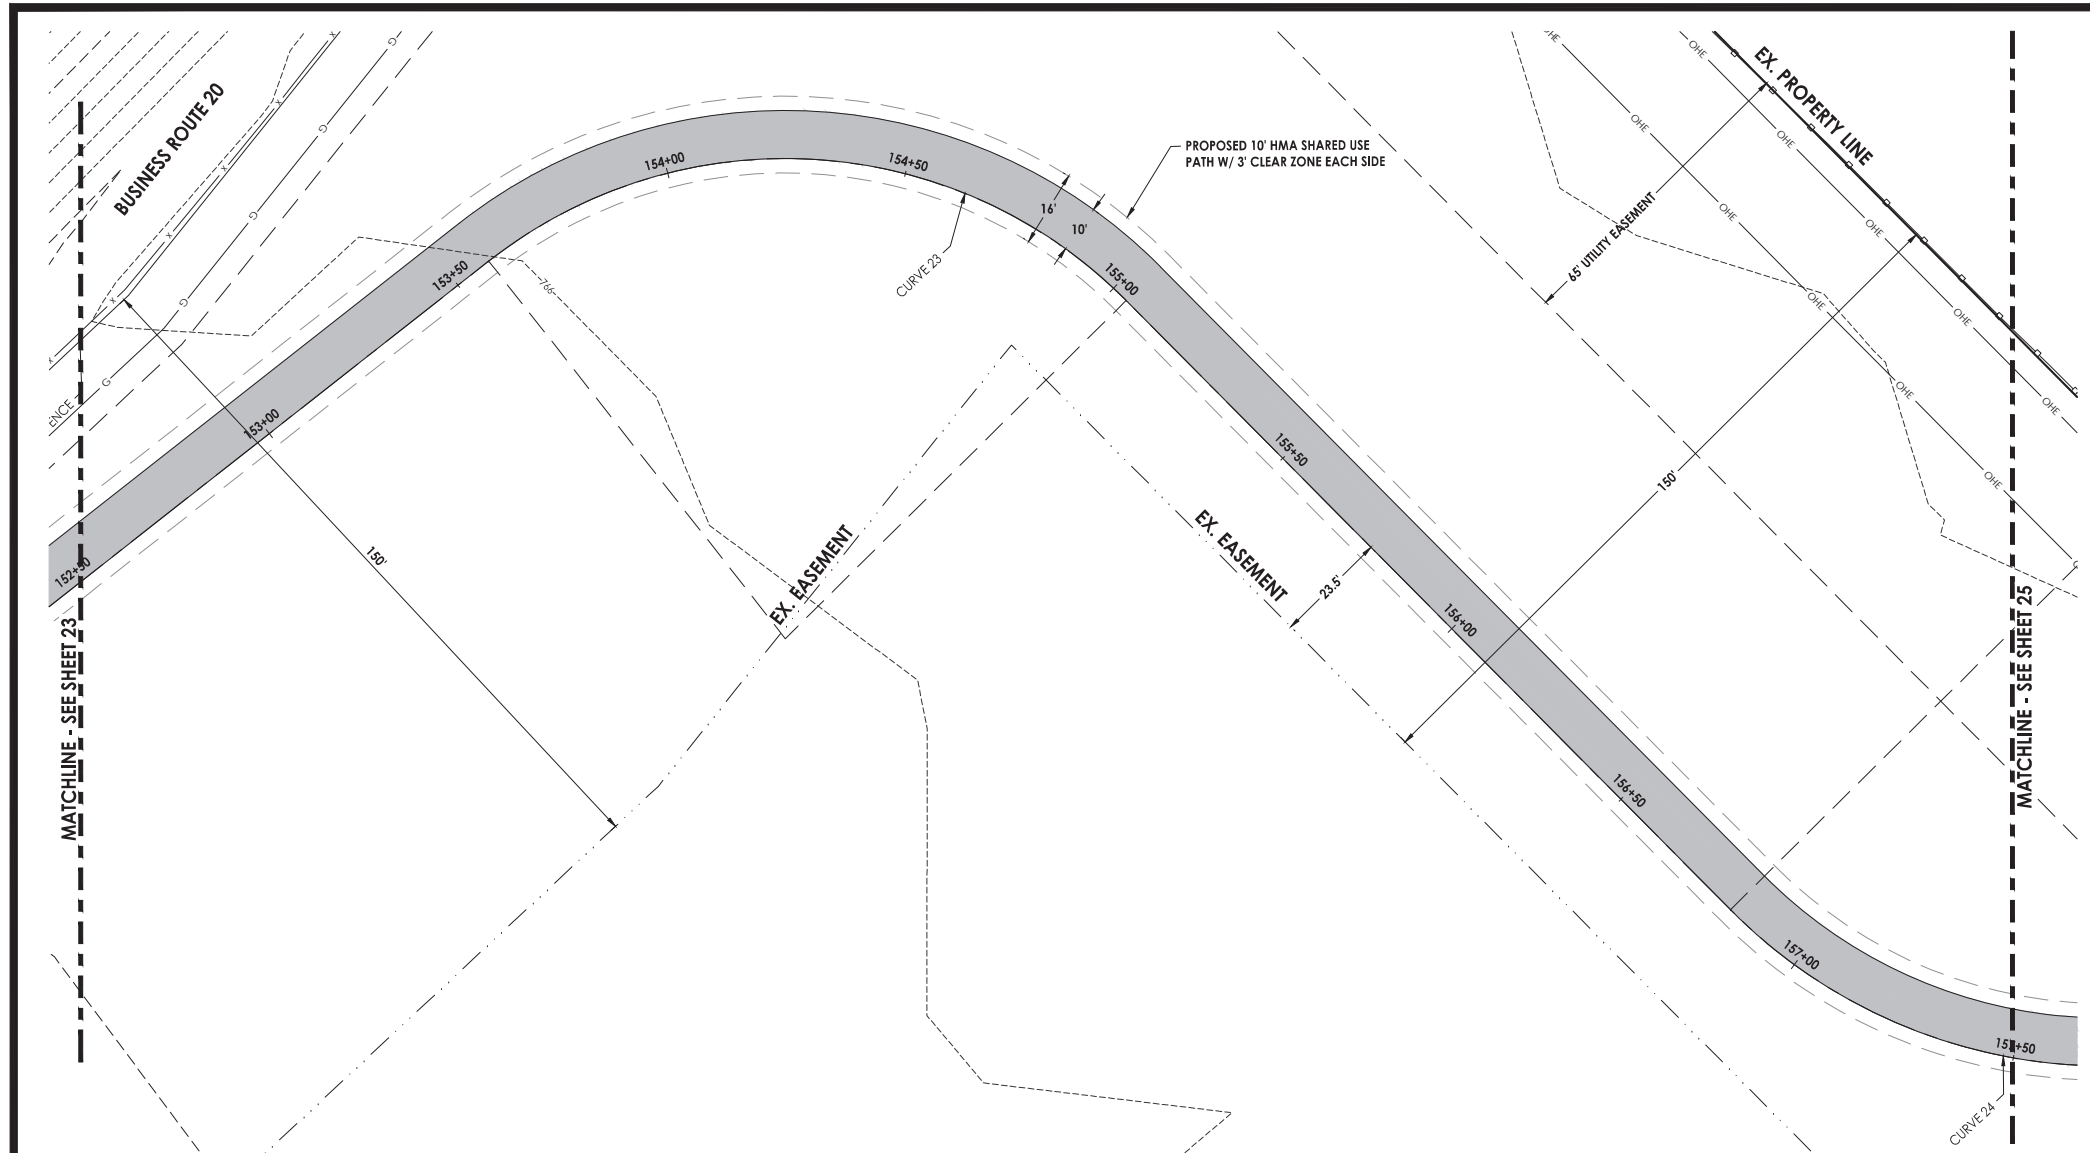 BUSINESS ROUTE 20
EX. PROPERTY LINE
PROPOSED 10' HMA SHARED USE
PATH W/ 3' CLEAR ZONE EACH SIDE
65' UTILITY EASEMENT
152+50
153+00
153+50
154+00
154+50
155+00
155+50
156+00
156+50
157+00
+50
16'
10'
CURVE 23
CURVE 24
766
150'
150'
23.5'
EX. EASEMENT
EX. EASEMENT
MATCHLINE - SEE SHEET 23
MATCHLINE - SEE SHEET 25
ENCE
X
X
X
X
X
G
G
G
G
G
OHE
OHE
OHE
OHE
OHE
OHE
OHE
OHE
OHE
OHE